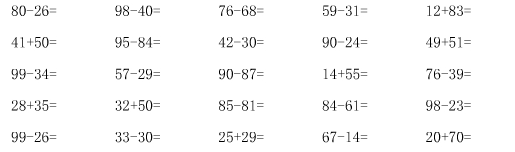 80-26= 98-40= 76-68= 59-31= 12+83=
41+50= 95-84= 42-30= 90-24= 49+51=
99-34= 57-29= 90-87= 14+55= 76-39=
28+35= 32+50= 85-81= 84-61= 98-23=
99-26= 33-30= 25+29= 67-14= 20+70=